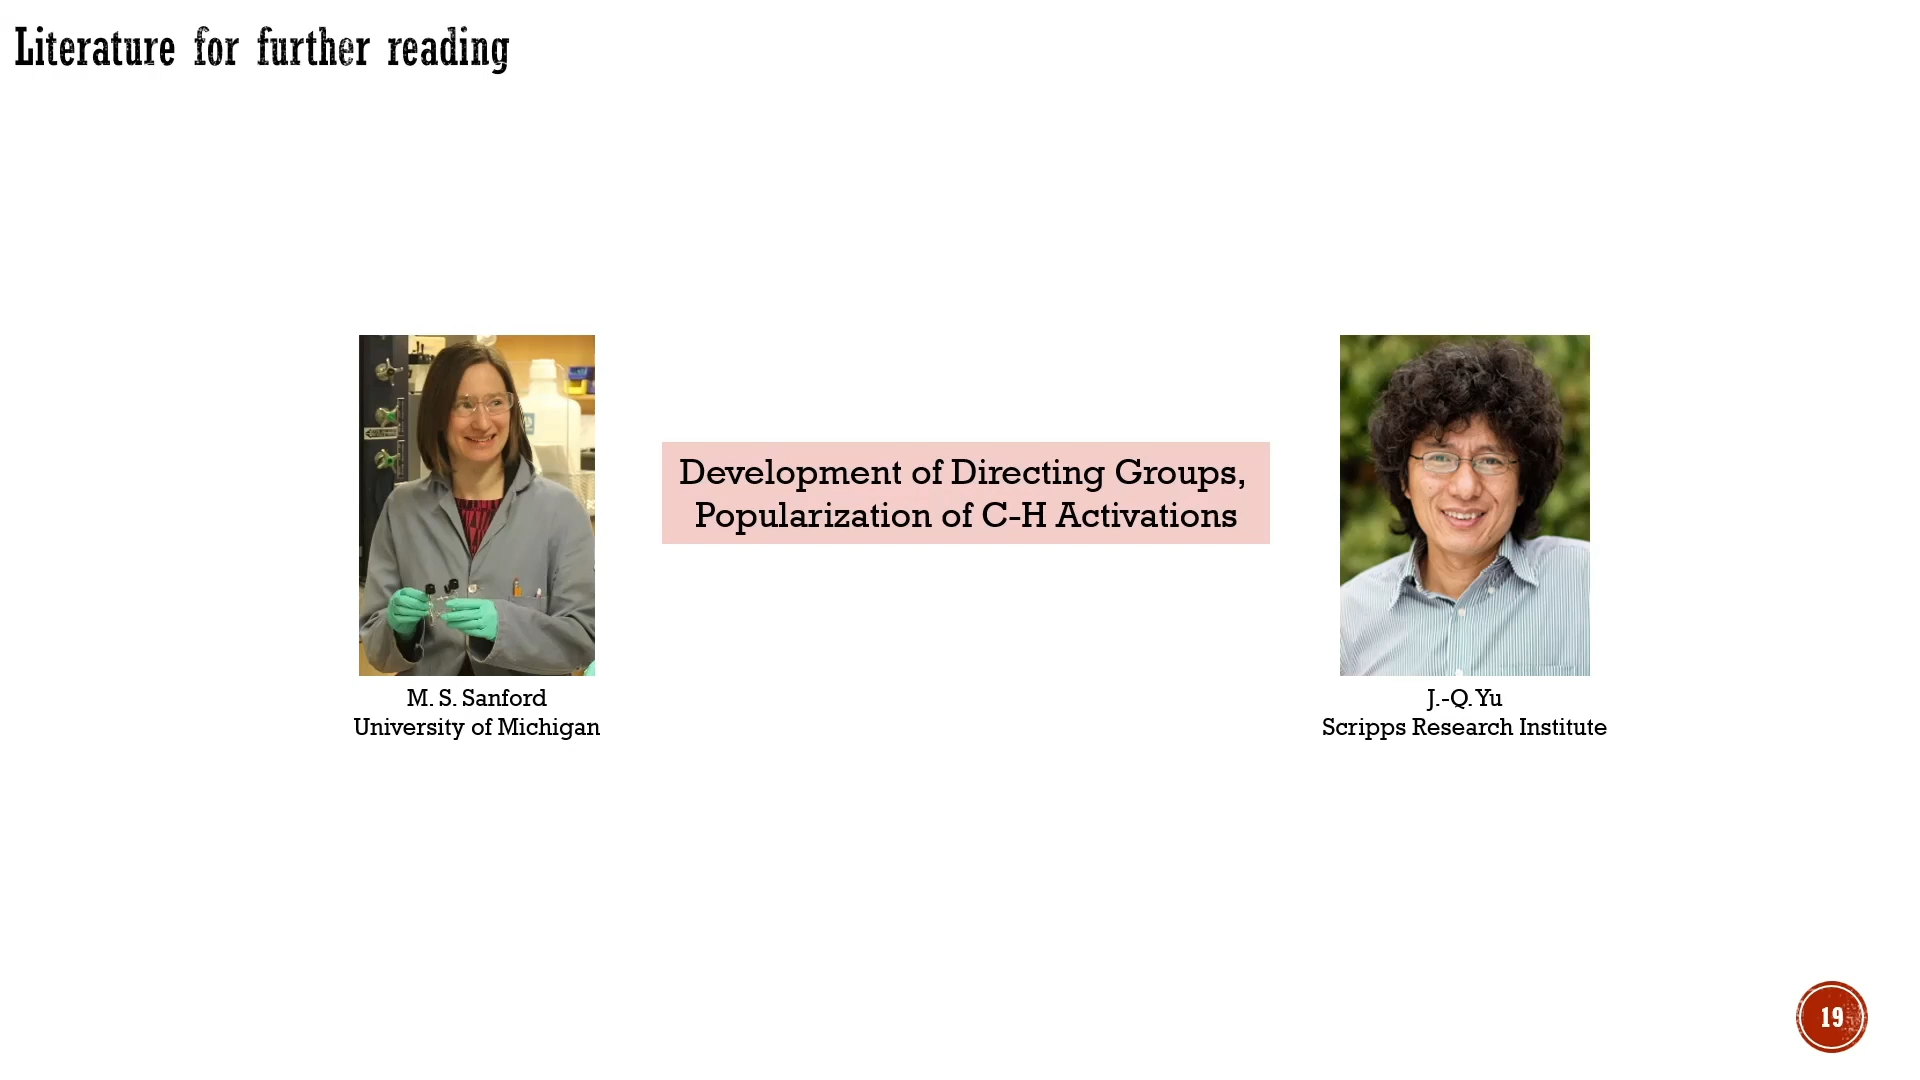 Literature for further reading
Development of Directing Groups,
Popularization of C-H Activations
M. S. Sanford
University of Michigan
J.-Q. Yu
Scripps Research Institute
19